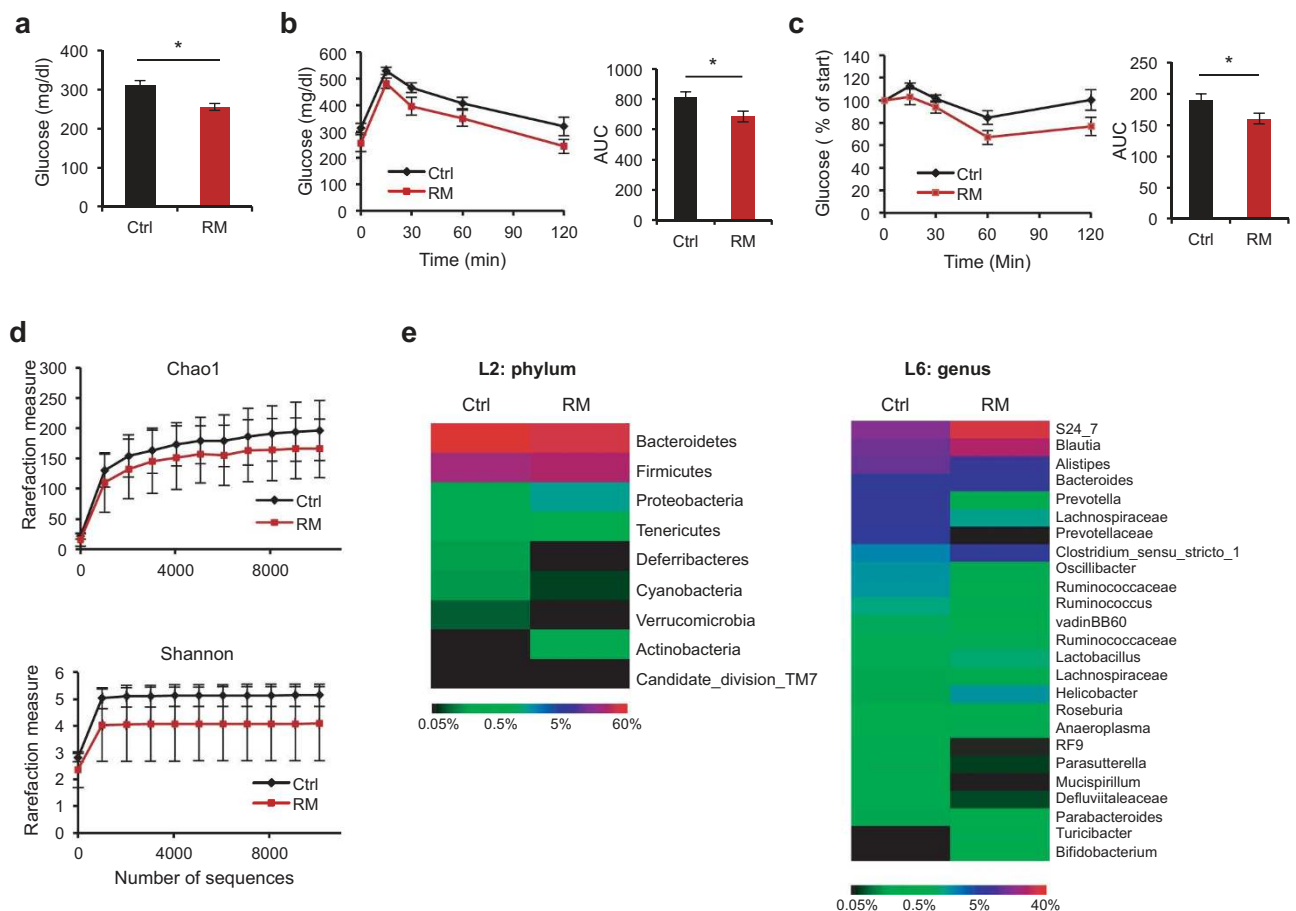 a
*
Glucose (mg/dl)
400
300
200
100
0
Ctrl
RM
b
Glucose (mg/dl)
600
500
400
300
200
100
0
Ctrl
RM
0
30
60
90
120
Time (min)
*
AUC
1000
800
600
400
200
0
Ctrl
RM
c
Glucose ( % of start)
140
120
100
80
60
40
20
0
Ctrl
RM
0
30
60
90
120
Time (Min)
*
AUC
250
200
150
100
50
0
Ctrl
RM
d
Chao1
Rarefaction measure
300
250
200
150
100
50
0
Ctrl
RM
0
4000
8000
Shannon
Rarefaction measure
6
5
4
3
2
1
0
Ctrl
RM
0
4000
8000
Number of sequences
e
L2: phylum
Ctrl
RM
Bacteroidetes
Firmicutes
Proteobacteria
Tenericutes
Deferribacteres
Cyanobacteria
Verrucomicrobia
Actinobacteria
Candidate_division_TM7
0.05%
0.5%
5%
60%
L6: genus
Ctrl
RM
S24_7
Blautia
Alistipes
Bacteroides
Prevotella
Lachnospiraceae
Prevotellaceae
Clostridium_sensu_stricto_1
Oscillibacter
Ruminococcaceae
Ruminococcus
vadinBB60
Ruminococcaceae
Lactobacillus
Lachnospiraceae
Helicobacter
Roseburia
Anaeroplasma
RF9
Parasutterella
Mucispirillum
Defluviitaleaceae
Parabacteroides
Turicibacter
Bifidobacterium
0.05%
0.5%
5%
40%